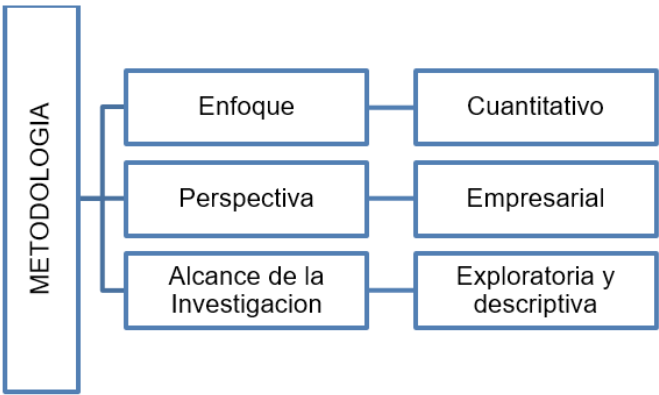 METODOLOGIA
Enfoque
Cuantitativo
Perspectiva
Empresarial
Alcance de la
Investigacion
Exploratoria y
descriptiva